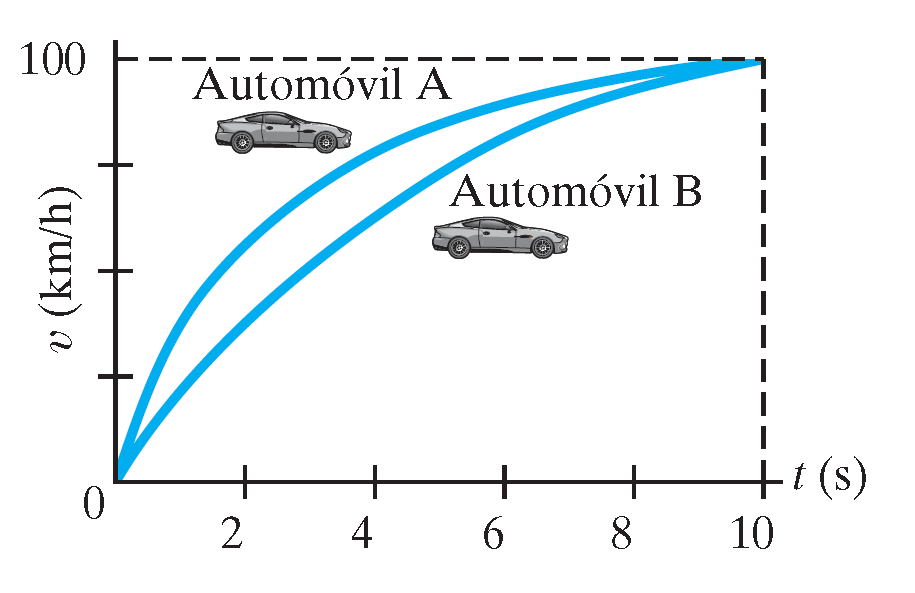 100
Automóvil A
Automóvil B
v (km/h)
0
2 4 6 8 10
t (s)